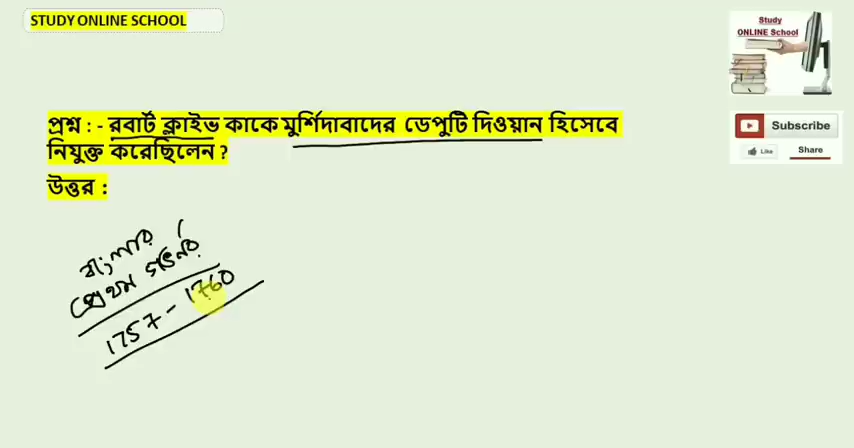 STUDY ONLINE SCHOOL
Study
ONLINE School
প্রশ্ন : - রবার্ট ক্লাইভ কাকে মুর্শিদাবাদের ডেপুটি দিওয়ান হিসেবে
নিযুক্ত করেছিলেন ?
উত্তর :
Subscribe
Like
Share
বাংলার
প্রথম গভর্নর
1757 - 1760